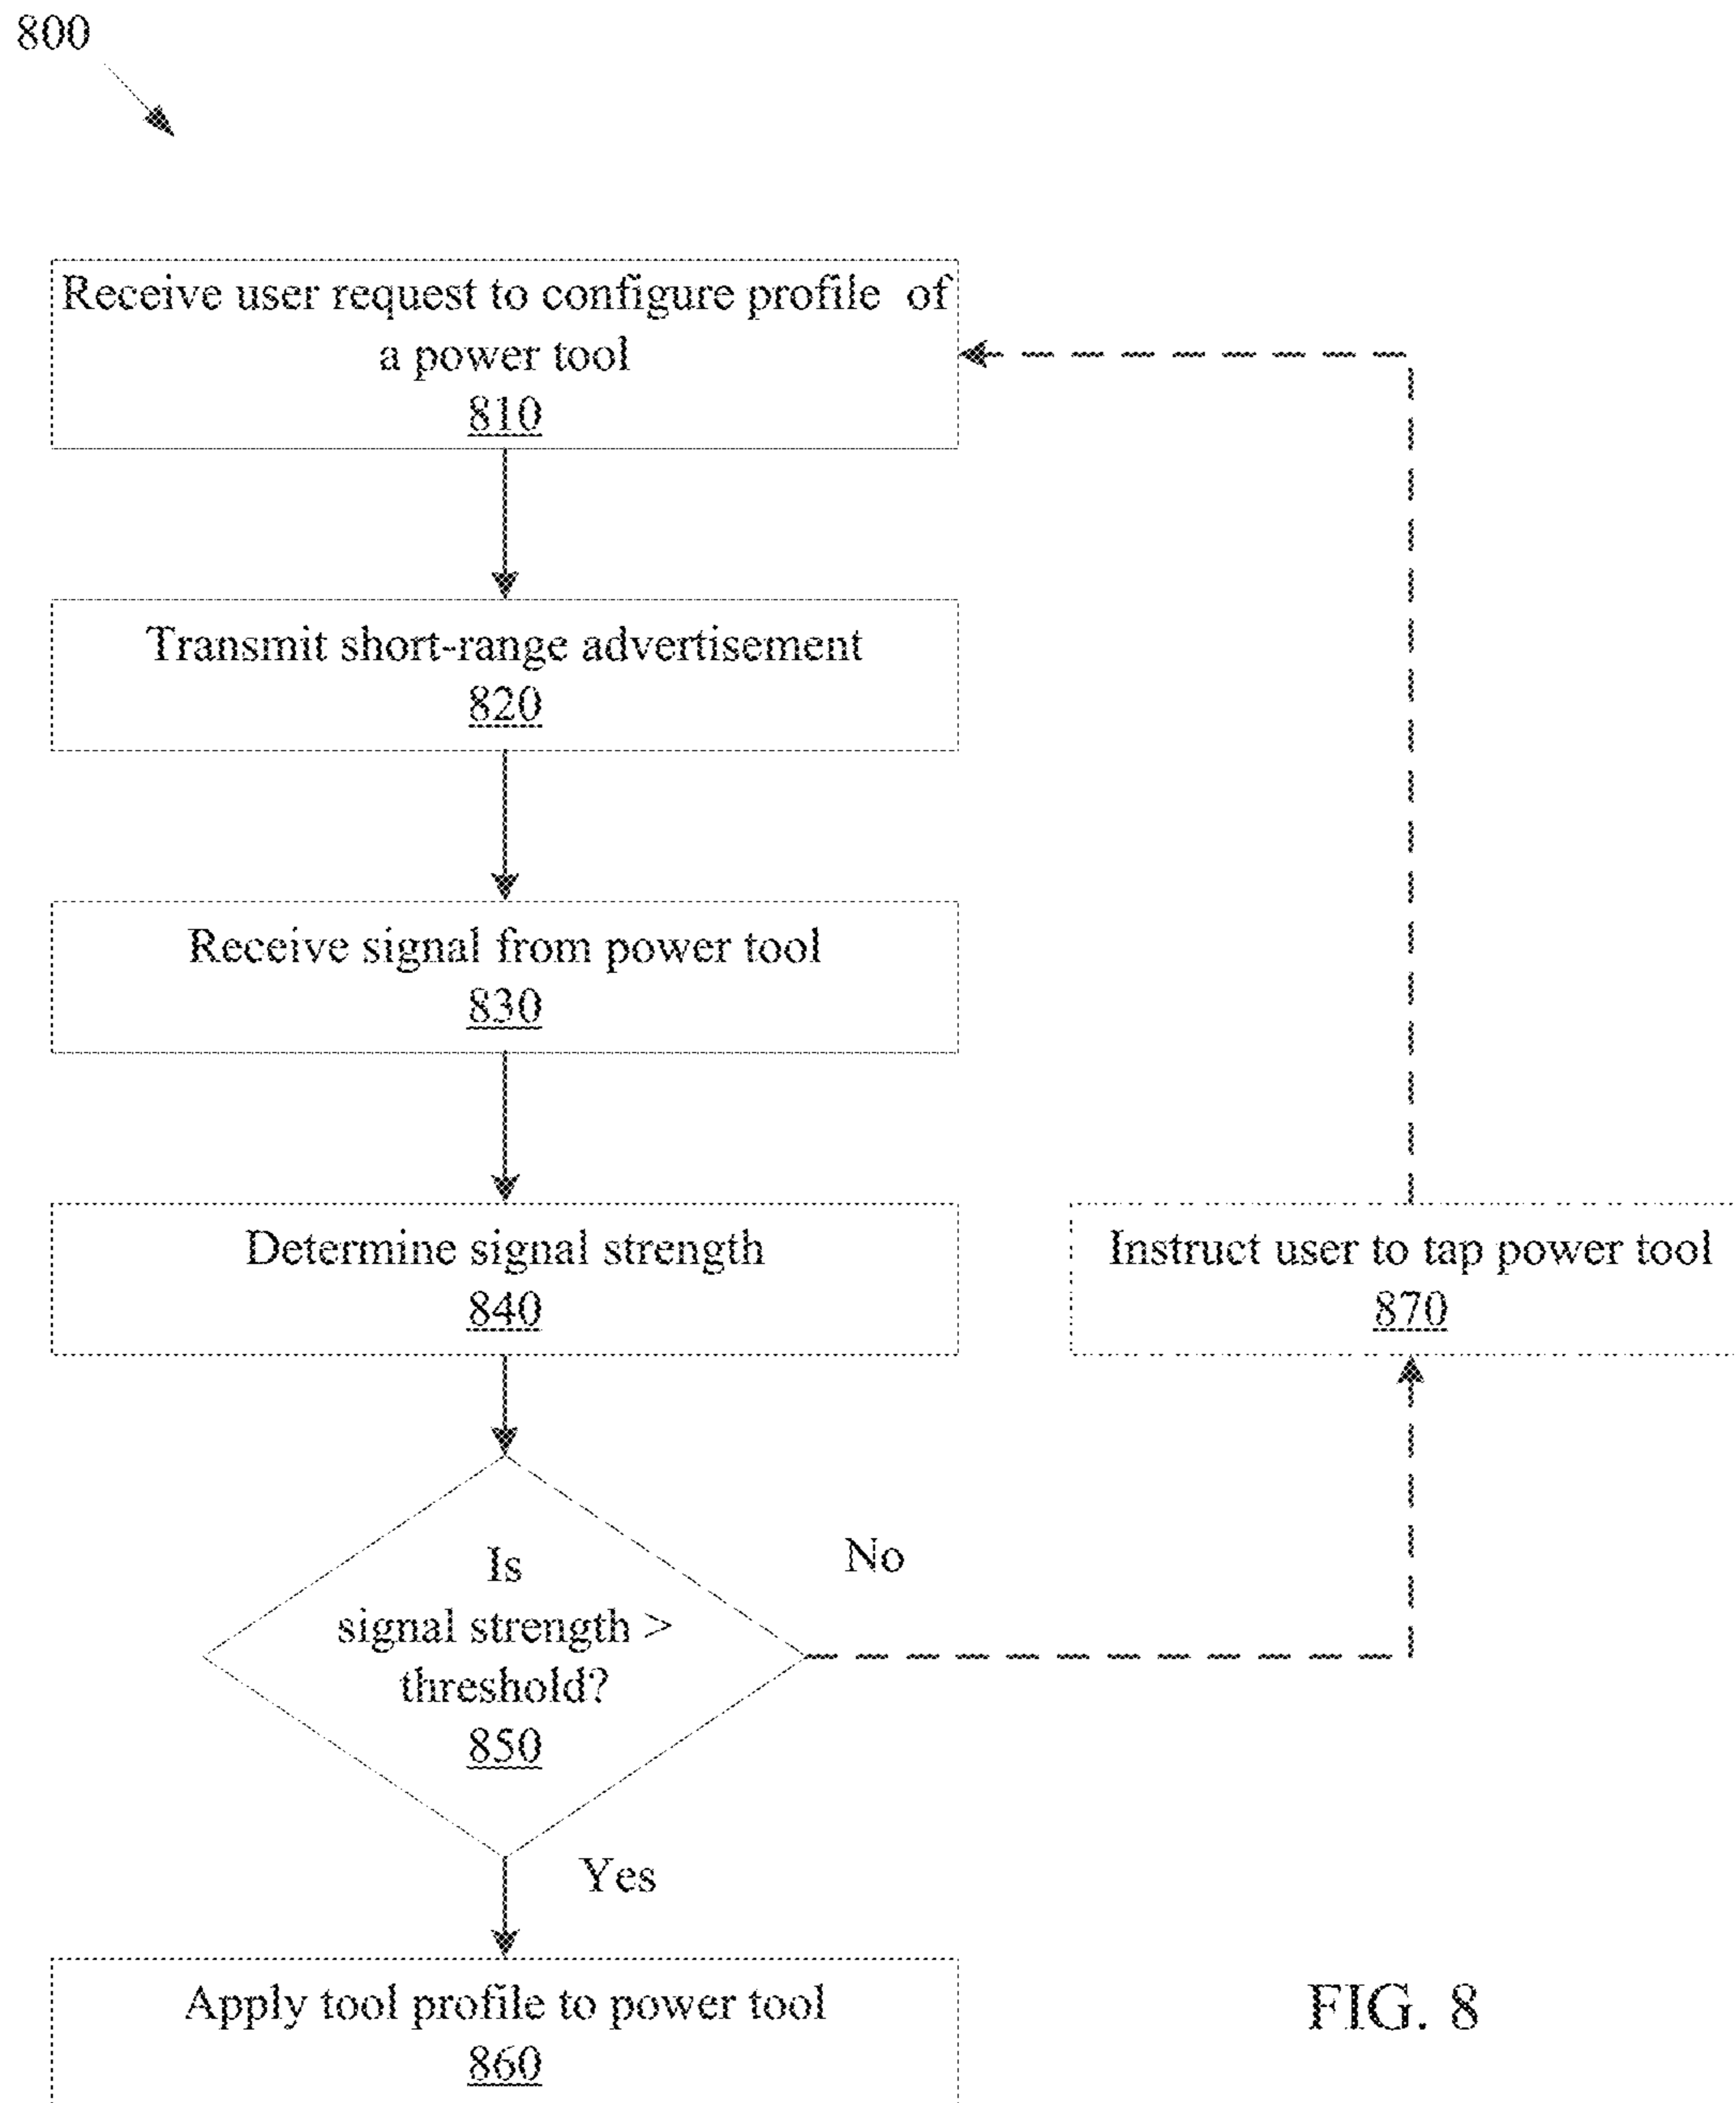 800
Receive user request to configure profile of
a power tool
810
Transmit short-range advertisement
820
Receive signal from power tool
830
Determine signal strength
840
Instruct user to tap power tool
870
Is
signal strength >
threshold?
850
No
Yes
Apply tool profile to power tool
860
FIG. 8